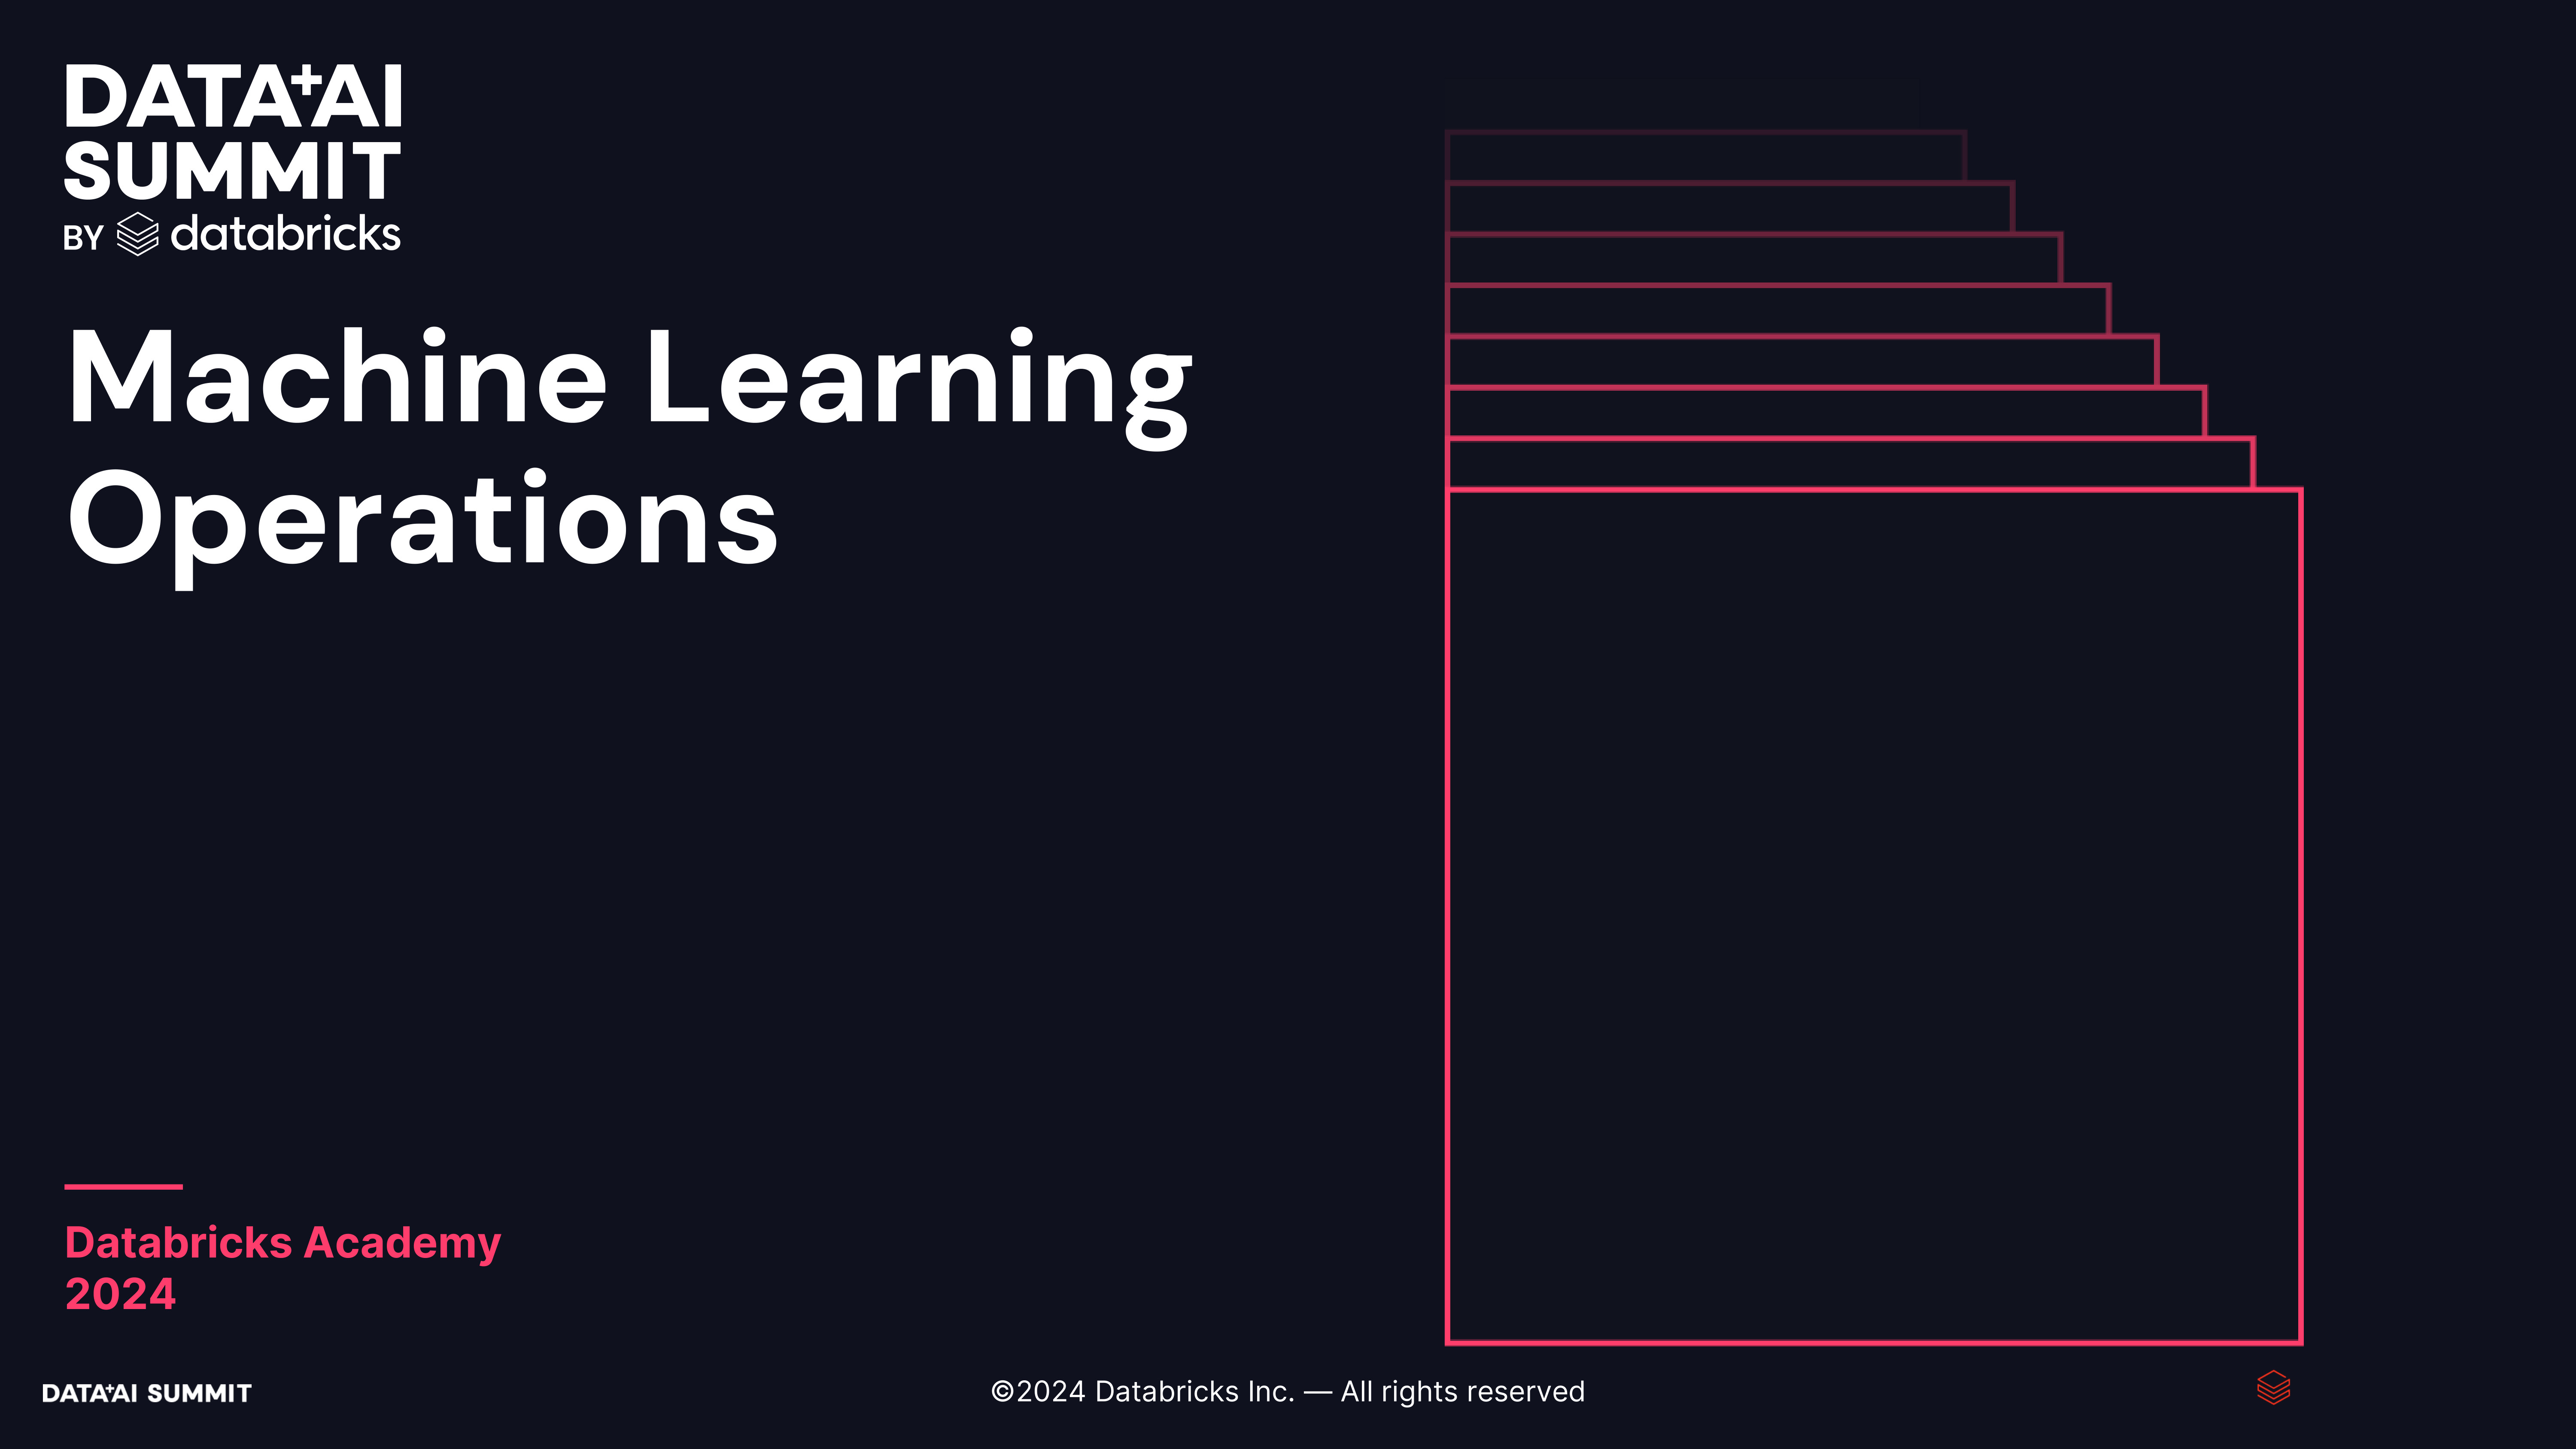 DATA+AI
SUMMIT
BY databricks
Machine Learning
Operations
Databricks Academy
2024
DATA+AI SUMMIT
©2024 Databricks Inc. — All rights reserved